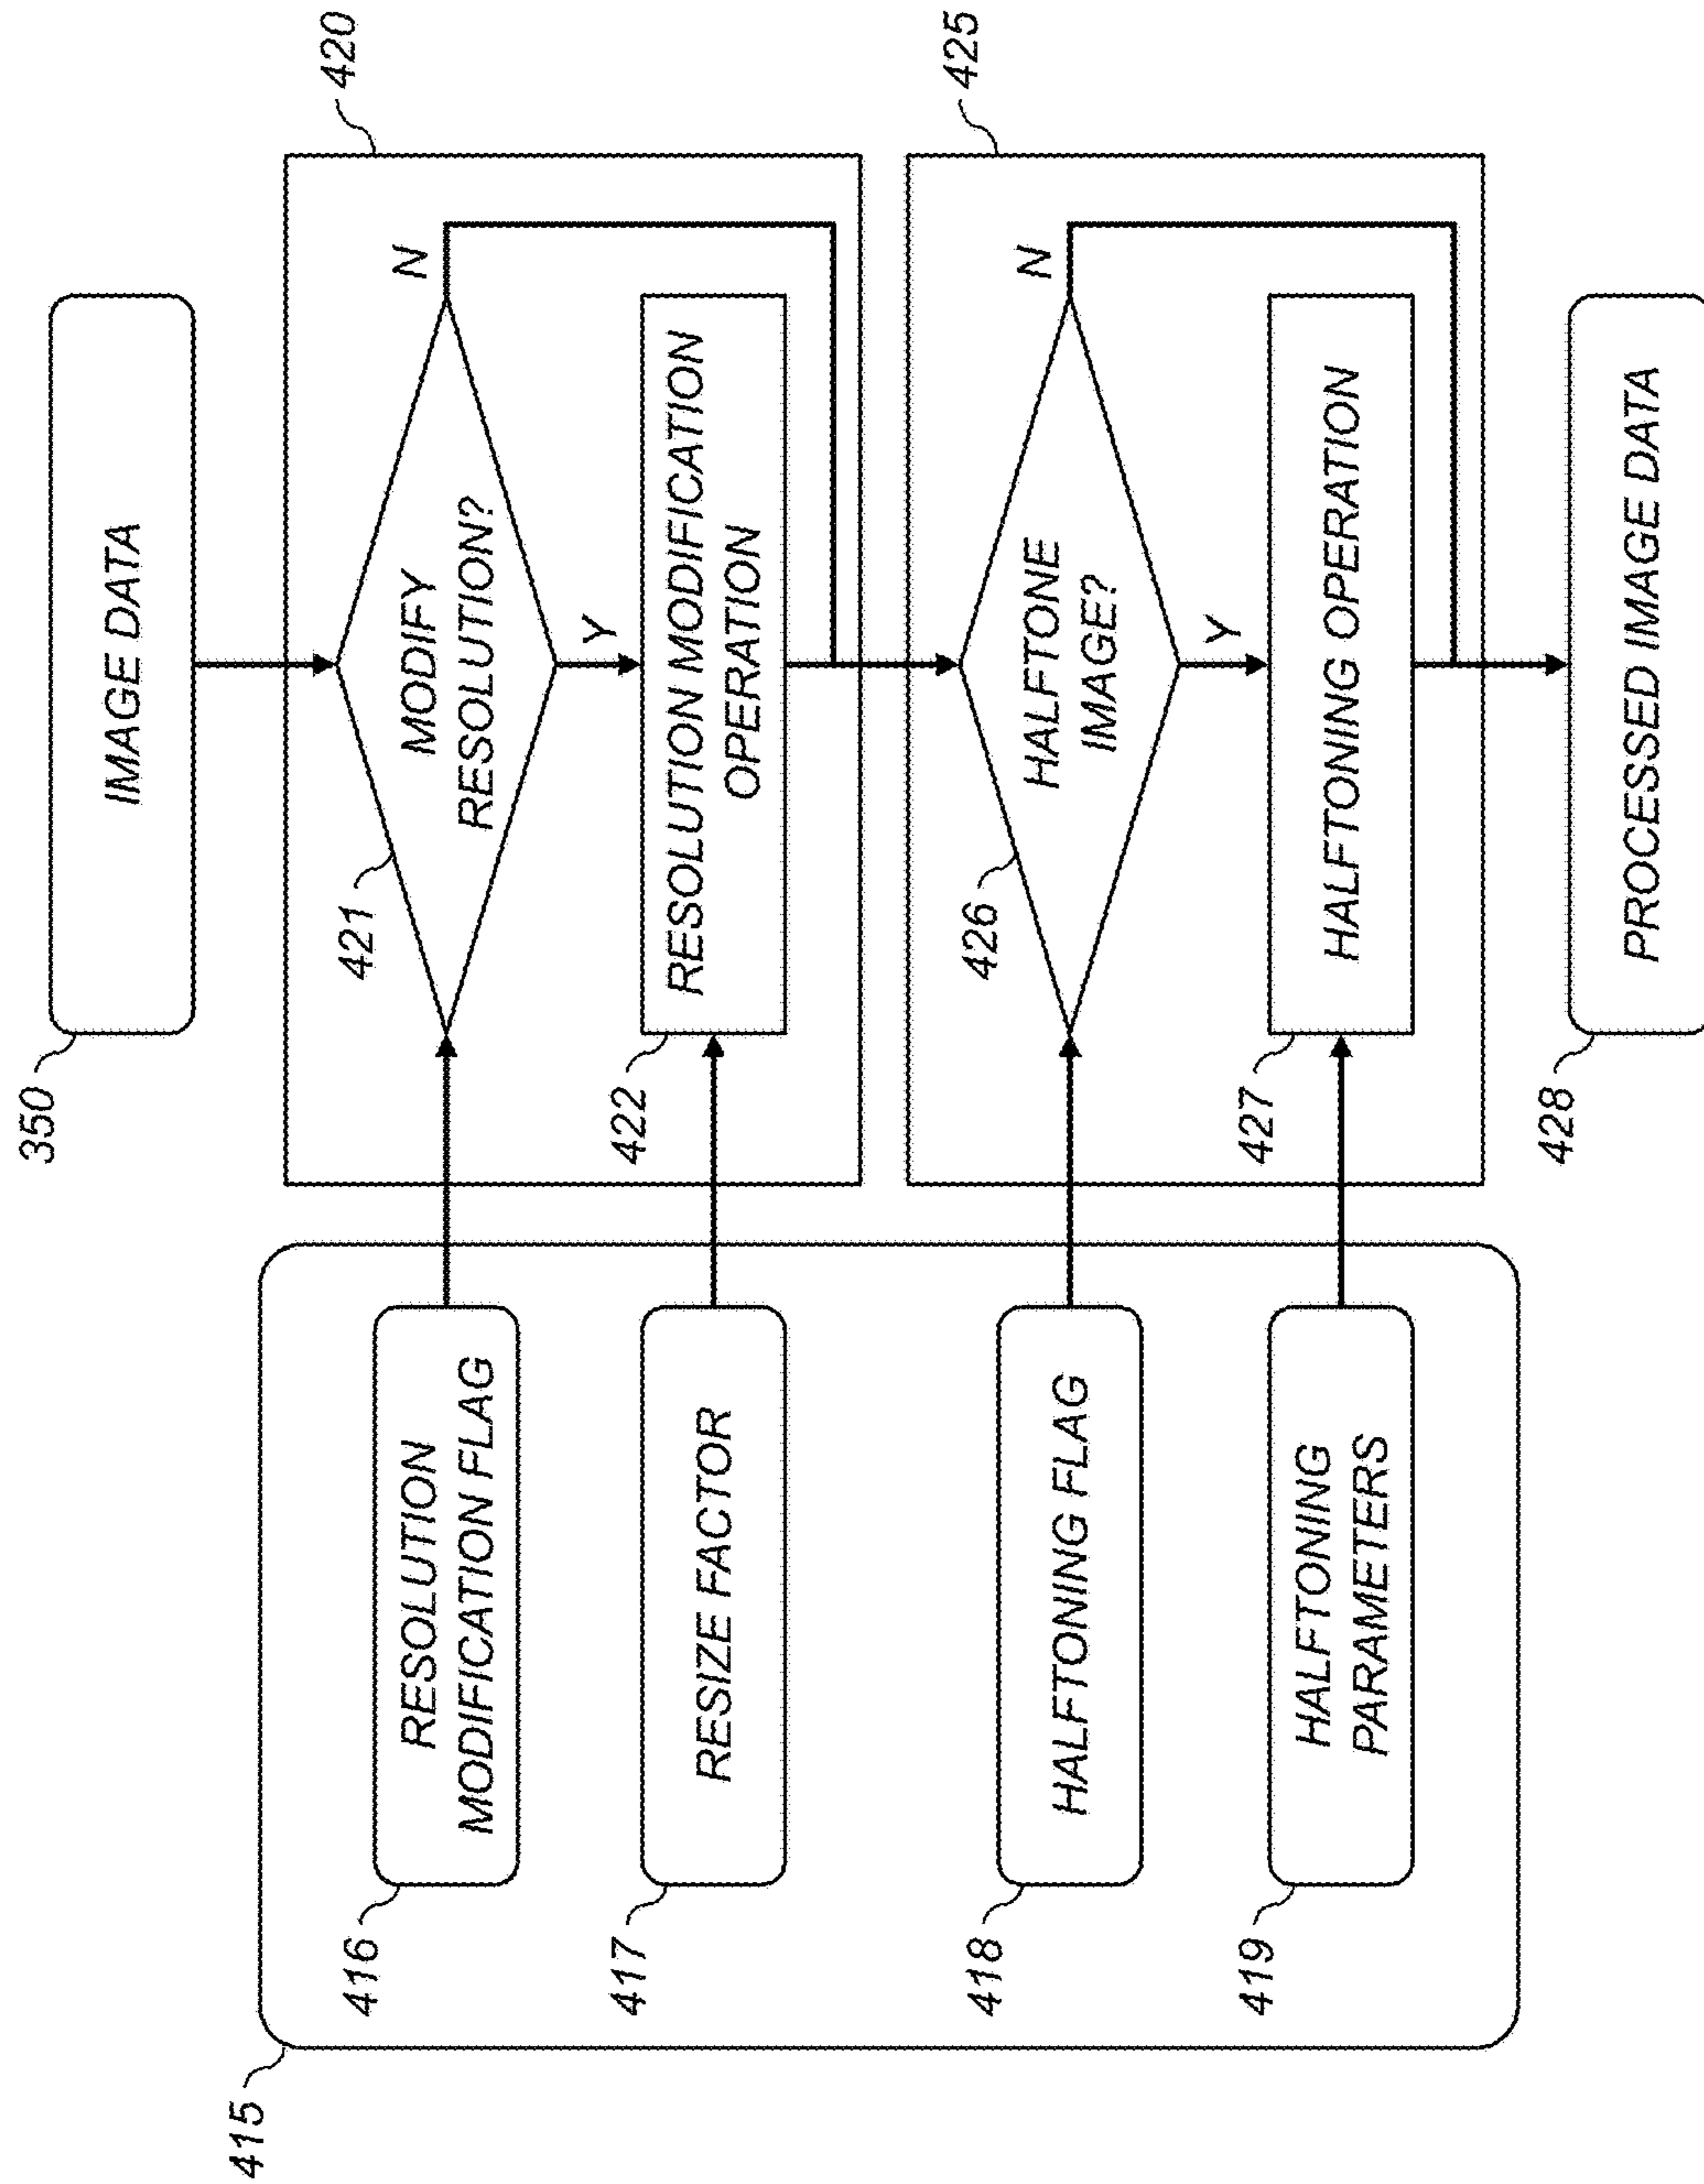 350
IMAGE DATA
420
421
MODIFY
RESOLUTION?
N
Y
422
RESOLUTION MODIFICATION
OPERATION
425
426
HALFTONE
IMAGE?
N
Y
427
HALFTONING OPERATION
428
PROCESSED IMAGE DATA
415
416
RESOLUTION
MODIFICATION FLAG
417
RESIZE FACTOR
418
HALFTONING FLAG
419
HALFTONING
PARAMETERS